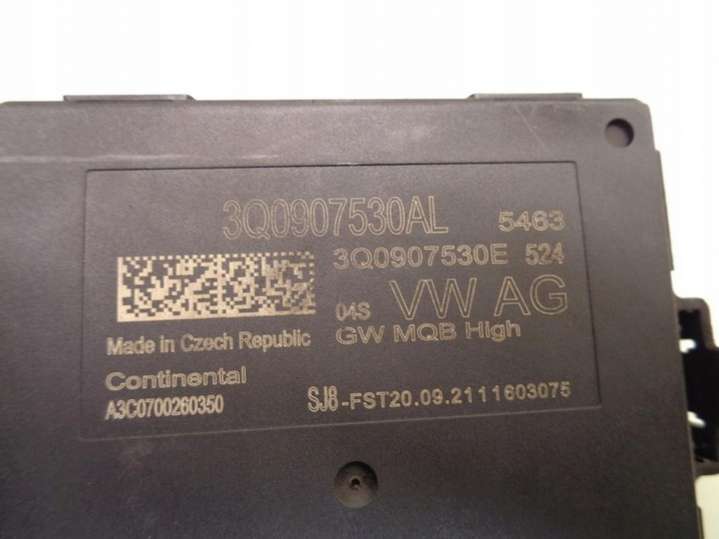 3Q0907530AL 5463
3Q0907530E 524
04S VW AG
GW MQB High
Made in Czech Republic
Continental
A3C0700260350
SJ8-FST20.09.2111603075